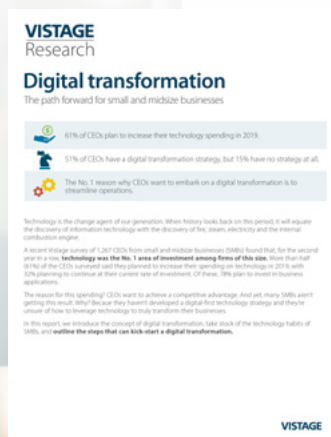 VISTAGE
Research
Digital transformation
The path forward for small and midsize businesses
61% of CEOs plan to increase their technology spending in 2019.
51% of CEOs have a digital transformation strategy, but 15% have no strategy at all.
The No. 1 reason why CEOs want to embark on a digital transformation is to
streamline operations.
Technology is the change agent of our generation. When history looks back on this period, it will equate
the discovery of information technology with the discovery of fire, steam, electricity and the internal
combustion engine.
A recent Vistage survey of 1,267 CEOs from small and midsize businesses (SMBs) found that, for the second
year in a row, technology was the No. 1 area of investment among firms of this size. More than half
(61%) of the CEOs surveyed said they planned to increase their spending on technology in 2019, with
32% planning to continue at their current rate of investment. Of these, 78% plan to invest in business
applications.
The reason for this spending? CEOs want to achieve a competitive advantage. And yet, many SMBs aren't
getting this result. Why? Because they haven't developed a digital-first technology strategy and they're
unsure of how to leverage technology to truly transform their businesses.
In this report, we introduce the concept of digital transformation, take stock of the technology habits of
SMBs, and outline the steps that can kick-start a digital transformation.
VISTAGE